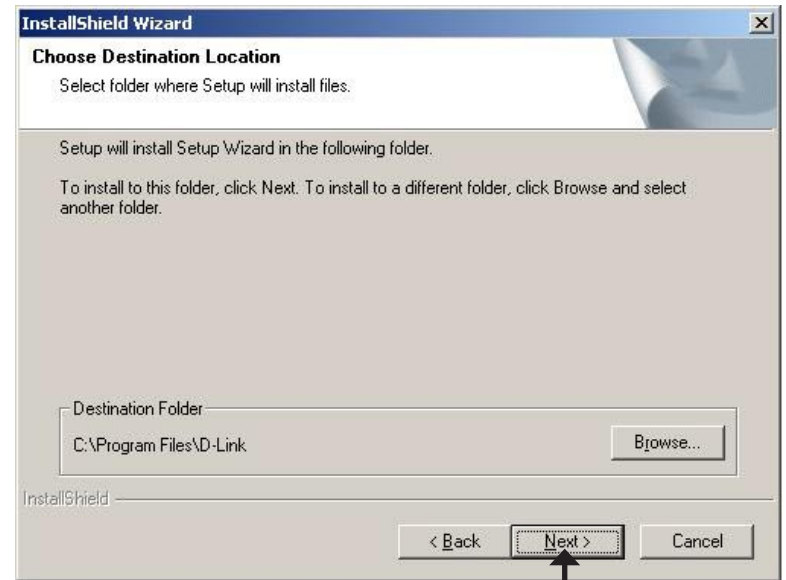 InstallShield Wizard
Choose Destination Location
Select folder where Setup will install files.
Setup will install Setup Wizard in the following folder.
To install to this folder, click Next. To install to a different folder, click Browse and select
another folder.
Destination Folder
C:\Program Files\D-Link
Browse...
InstallShield
< Back Next > Cancel